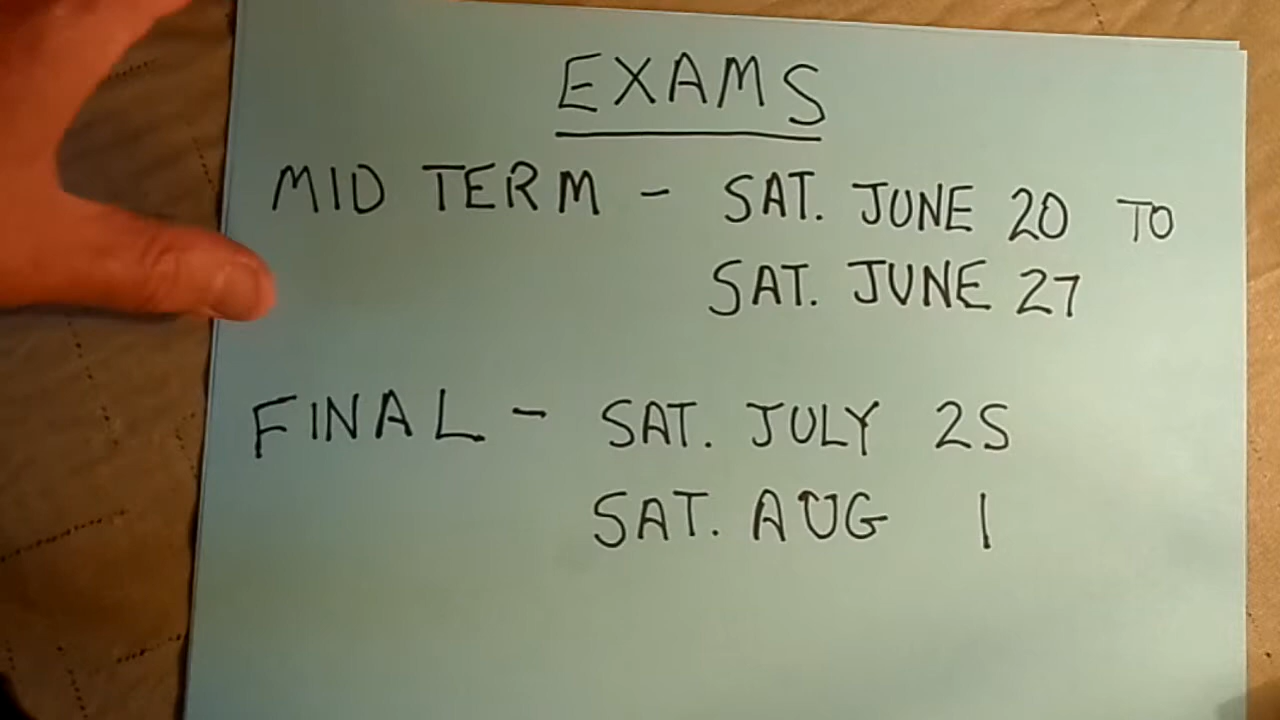 EXAMS
MID TERM - SAT. JUNE 20 TO
SAT. JUNE 27
FINAL - SAT. JULY 25
SAT. AUG 1